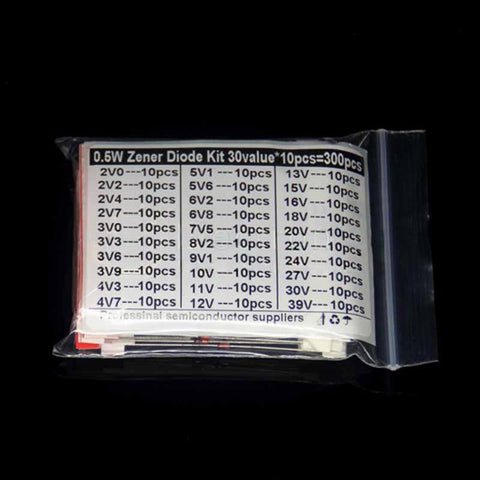 0.5W Zener Diode Kit 30value*10pcs=300pcs
2V0---10pcs 5V1---10pcs 13V---10pcs
2V2---10pcs 5V6---10pcs 15V---10pcs
2V4---10pcs 6V2---10pcs 16V---10pcs
2V7---10pcs 6V8---10pcs 18V---10pcs
3V0---10pcs 7V5---10pcs 20V---10pcs
3V3---10pcs 8V2---10pcs 22V---10pcs
3V6---10pcs 9V1---10pcs 24V---10pcs
3V9---10pcs 10V---10pcs 27V---10pcs
4V3---10pcs 11V---10pcs 30V---10pcs
4V7---10pcs 12V---10pcs 39V---10pcs
Professinal semiconductor suppliers